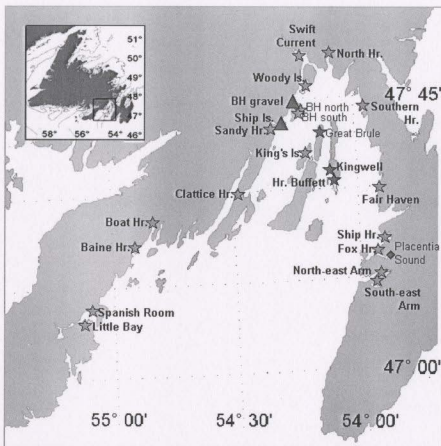 51°
50°
49°
48°
47°
46°
58° 56° 54°
Swift
Current
North Hr.
Woody Is.
47° 45'
BH gravel
BH north
BH south
Southern
Hr.
Ship Is.
Sandy Hr.
Great Brule
King's Is.
Kingwell
Hr. Buffett
Clattice Hr.
Fair Haven
Boat Hr.
Ship Hr.
Baine Hr.
Fox Hr.
Placentia
Sound
North-east Arm
South-east
Arm
Spanish Room
Little Bay
47° 00'
55° 00' 54° 30' 54° 00'